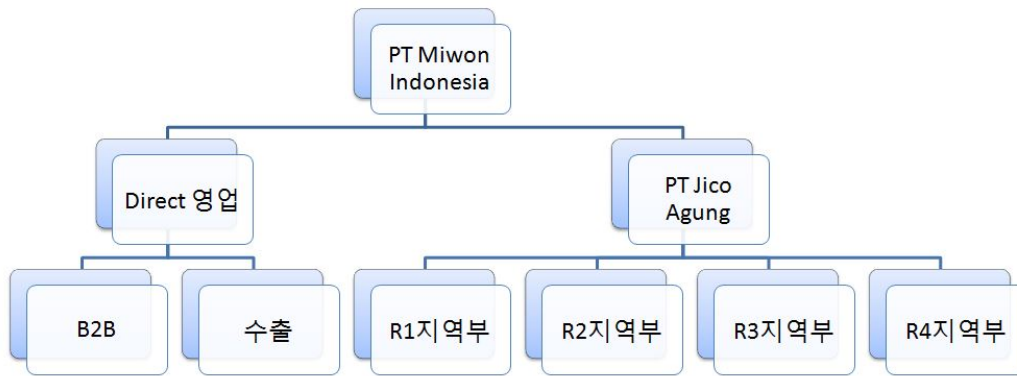 PT Miwon
Indonesia
Direct 영업
PT Jico
Agung
B2B
수출
R1지역부
R2지역부
R3지역부
R4지역부